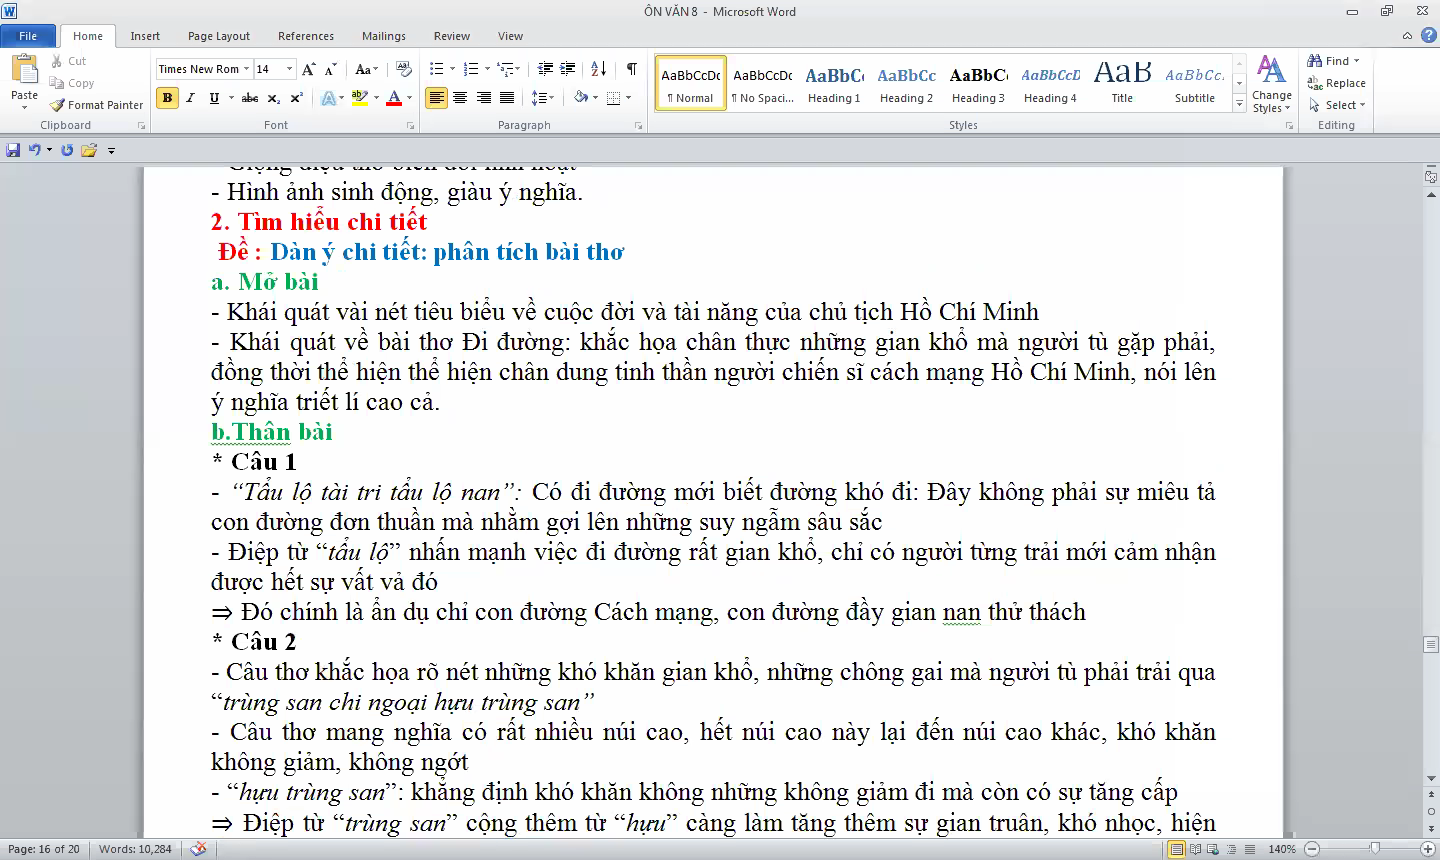 ÔN VĂN 8 - Microsoft Word
File Home Insert Page Layout References Mailings Review View
Paste
Cut
Copy
Format Painter
Clipboard
Times New Rom 14
Font
Paragraph
AaBbCcDc AaBbCcDc AaBbCc AaBbCc AaBbCc AaBbCcD AaB AaBbCc.
¶ Normal ¶ No Spaci... Heading 1 Heading 2 Heading 3 Heading 4 Title Subtitle
Change Styles
Styles
Find
Replace
Select
Editing
- Hình ảnh sinh động, giàu ý nghĩa.
2. Tìm hiểu chi tiết
Đề : Dàn ý chi tiết: phân tích bài thơ
a. Mở bài
- Khái quát vài nét tiêu biểu về cuộc đời và tài năng của chủ tịch Hồ Chí Minh
- Khái quát về bài thơ Đi đường: khắc họa chân thực những gian khổ mà người tù gặp phải,
đồng thời thể hiện thể hiện chân dung tinh thần người chiến sĩ cách mạng Hồ Chí Minh, nói lên
ý nghĩa triết lí cao cả.
b.Thân bài
* Câu 1
- “Tẩu lộ tài tri tẩu lộ nan”: Có đi đường mới biết đường khó đi: Đây không phải sự miêu tả
con đường đơn thuần mà nhằm gợi lên những suy ngẫm sâu sắc
- Điệp từ “tẩu lộ” nhấn mạnh việc đi đường rất gian khổ, chỉ có người từng trải mới cảm nhận
được hết sự vất vả đó
⇒ Đó chính là ẩn dụ chỉ con đường Cách mạng, con đường đầy gian nan thử thách
* Câu 2
- Câu thơ khắc họa rõ nét những khó khăn gian khổ, những chông gai mà người tù phải trải qua
“trùng san chi ngoại hựu trùng san”
- Câu thơ mang nghĩa có rất nhiều núi cao, hết núi cao này lại đến núi cao khác, khó khăn
không giảm, không ngớt
- “hựu trùng san”: khẳng định khó khăn không những không giảm đi mà còn có sự tăng cấp
⇒ Điệp từ “trùng san” cộng thêm từ “hựu” càng làm tăng thêm sự gian truân, khó nhọc, hiện
Page: 16 of 20 Words: 10,284 140%